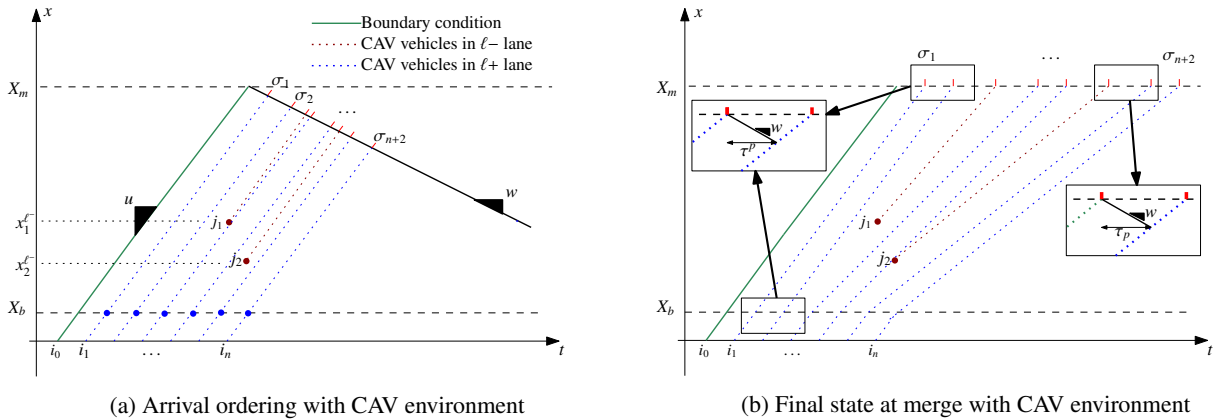 x
Boundary condition
CAV vehicles in ℓ− lane
CAV vehicles in ℓ+ lane
X_m
σ_1
σ_2
...
σ_{n+2}
u
w
x_1^{ℓ^-}
j_1
x_2^{ℓ^-}
j_2
X_b
i_0
i_1
...
i_n
t
(a) Arrival ordering with CAV environment
x
σ_1
...
σ_{n+2}
X_m
w
τ^p
w
τ_p
j_1
j_2
X_b
i_0
i_1
...
i_n
t
(b) Final state at merge with CAV environment